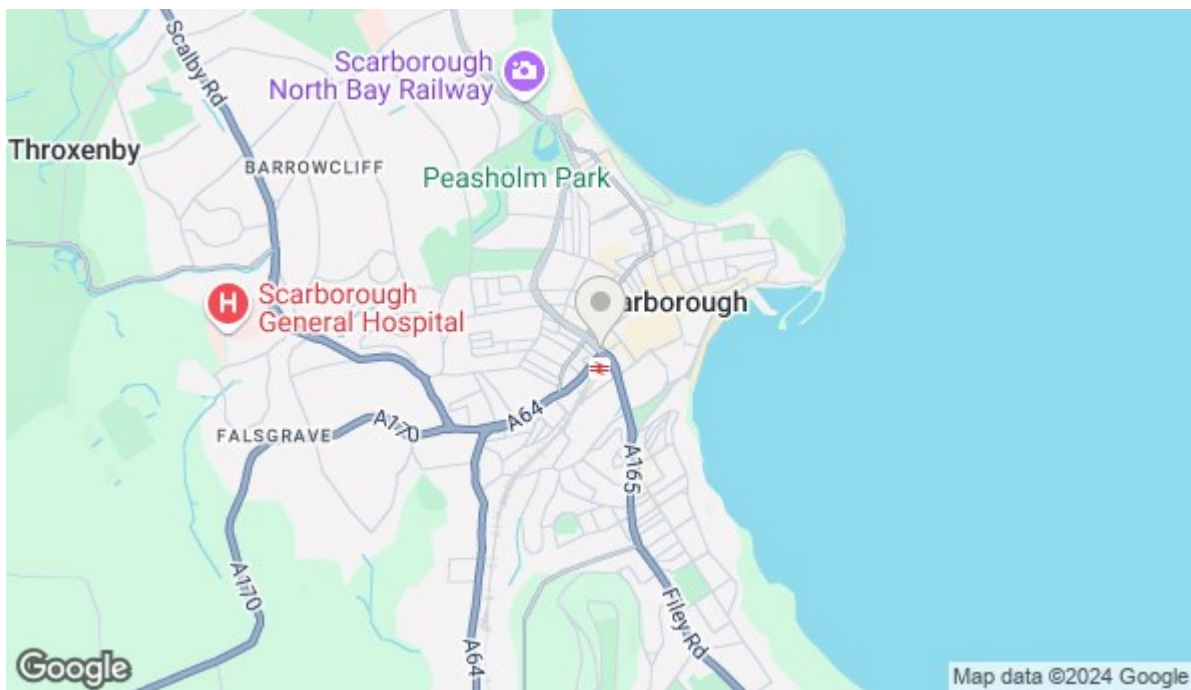 Scalby Rd
Scarborough
North Bay Railway
Throxenby
BARROWCLIFF
Peasholm Park
Scarborough
General Hospital
H
arborough
A64
A170
FALSGRAVE
A165
A170
Filey Rd
A64
Google
Map data ©2024 Google